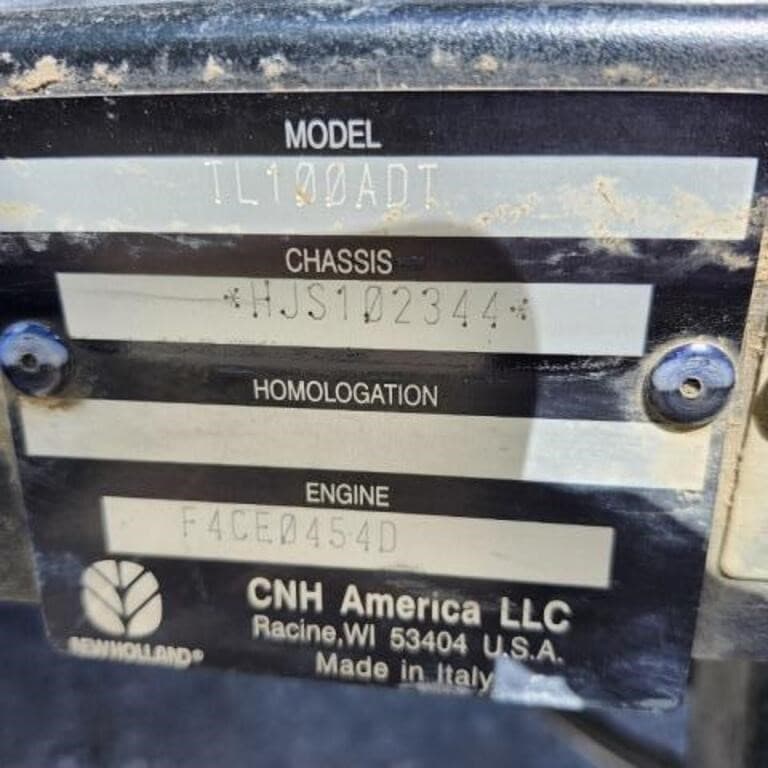 MODEL
TL100ADT
CHASSIS
*HJS102344*
HOMOLOGATION
ENGINE
F4CE0454D
CNH America LLC
Racine,WI 53404 U.S.A.
Made in Italy
NEW HOLLAND®